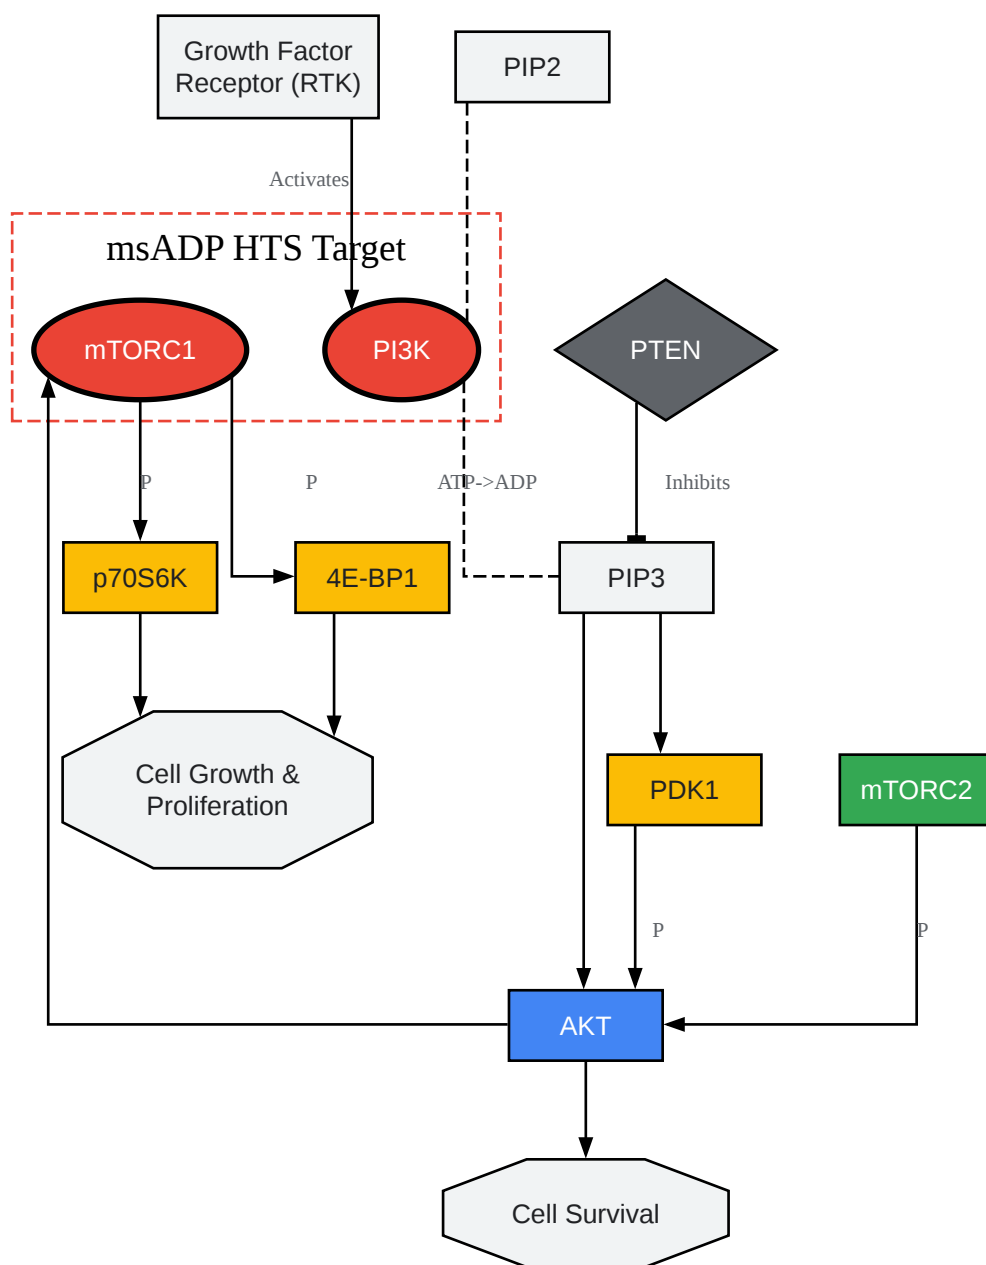 Growth Factor
Receptor (RTK)
PIP2
Activates
msADP HTS Target
mTORC1
PI3K
PTEN
P
P
ATP->ADP
Inhibits
p70S6K
4E-BP1
PIP3
Cell Growth &
Proliferation
PDK1
mTORC2
P
P
AKT
Cell Survival